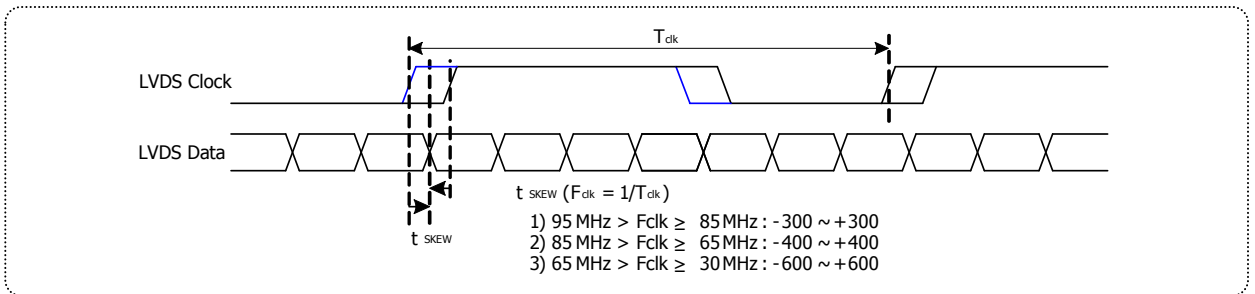 Tclk
LVDS Clock
LVDS Data
t SKEW (Fclk = 1/Tclk)
t SKEW
1) 95 MHz > Fclk ≥ 85 MHz : -300 ~ +300
2) 85 MHz > Fclk ≥ 65 MHz : -400 ~ +400
3) 65 MHz > Fclk ≥ 30 MHz : -600 ~ +600